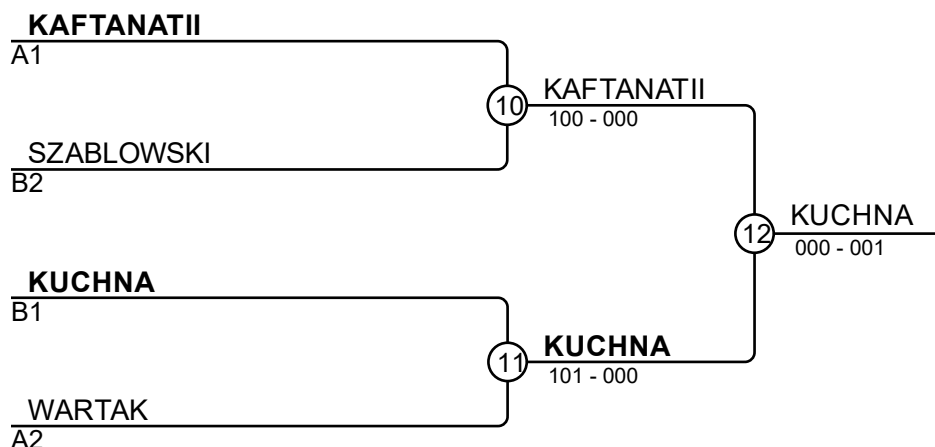 KAFTANATII
A1
10
KAFTANATII
100 - 000
SZABLOWSKI
B2
12
KUCHNA
000 - 001
KUCHNA
B1
11
KUCHNA
101 - 000
WARTAK
A2